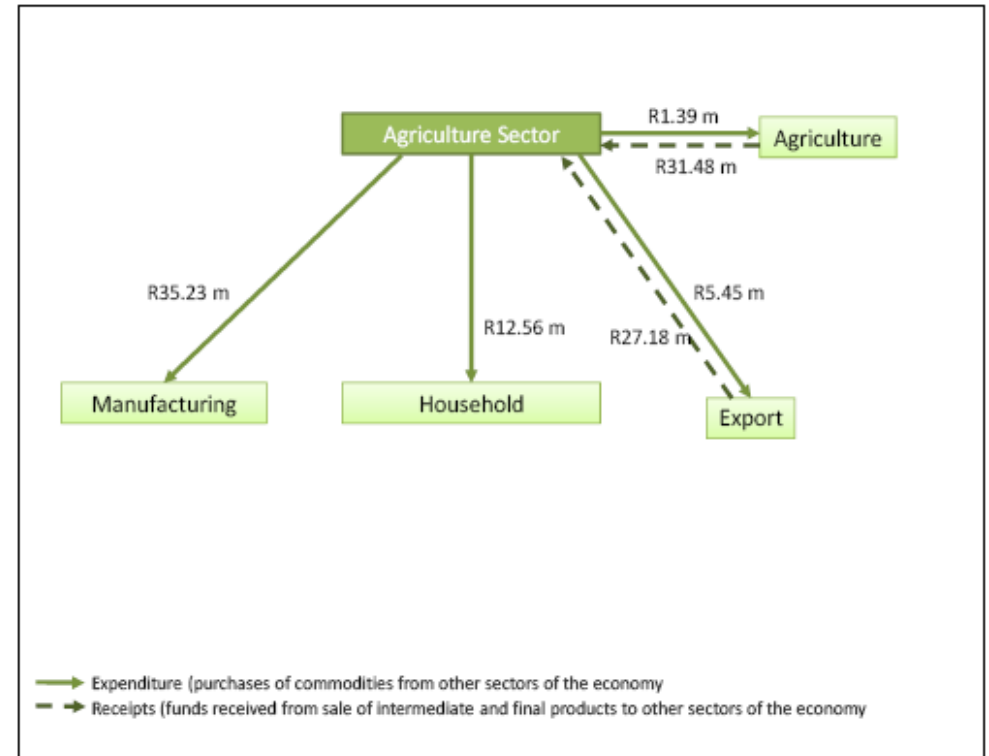 R1.39 m
Agriculture Sector
Agriculture
R31.48 m
R35.23 m
R5.45 m
R12.56 m
R27.18m
Manufacturing
Household
Export
Expenditure (purchases of commodities from other sectors of the economy
Receipts (funds received from sale of intermediate and final products to other sectors of the economy